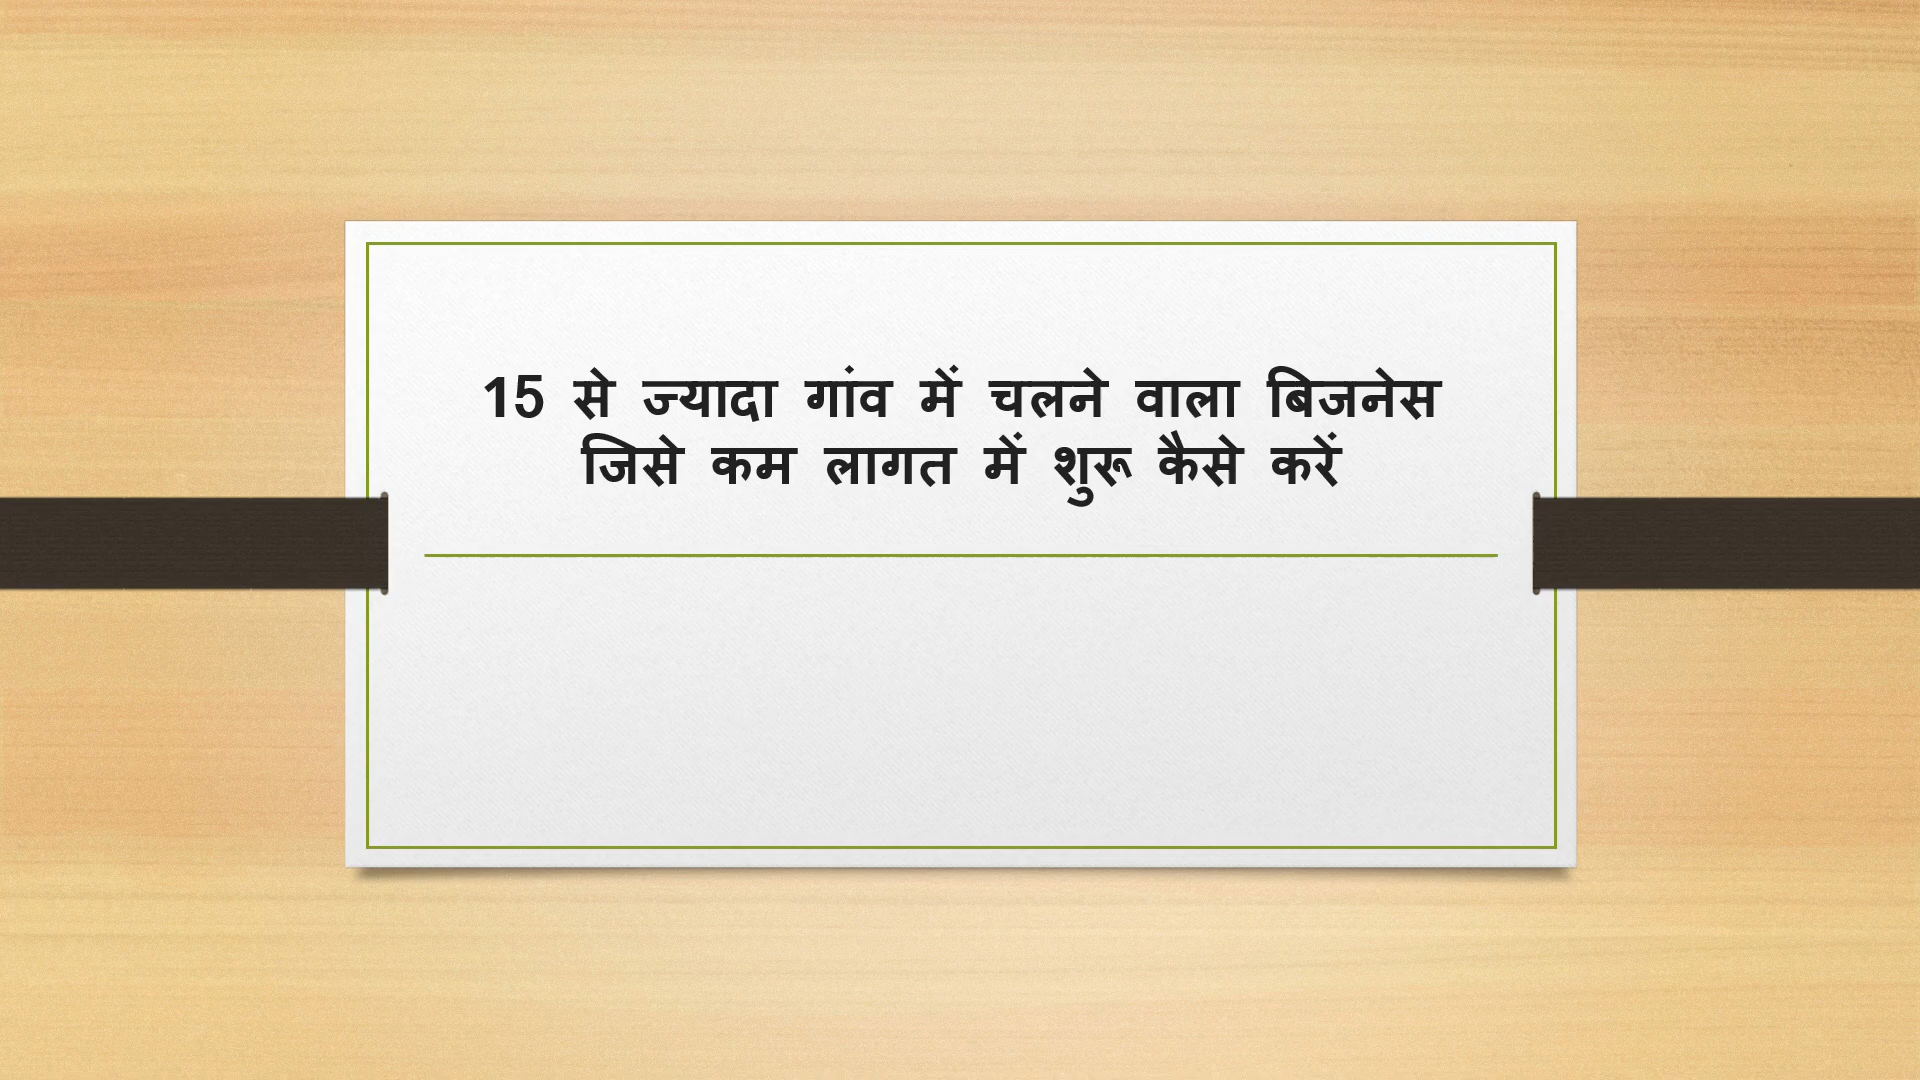 15 से ज्यादा गांव में चलने वाला बिजनेस
जिसे कम लागत में शुरू कैसे करें